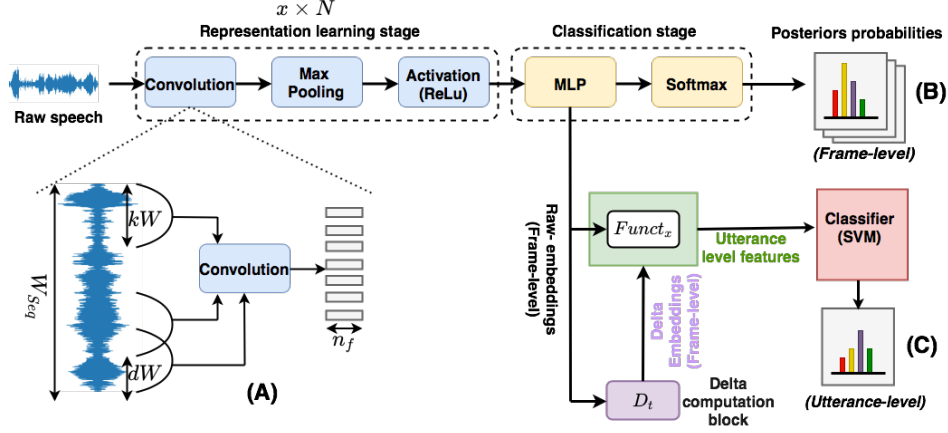 x × N
Representation learning stage
Classification stage
Posteriors probabilities
Raw speech
Convolution
Max
Pooling
Activation
(ReLu)
MLP
Softmax
(B)
(Frame-level)
kW
W_Seq
dW
Convolution
n_f
(A)
Raw- embeddings
(Frame-level)
Funct_x
Utterance
level features
Classifier
(SVM)
Delta
Embeddings
(Frame-level)
D_t
Delta
computation
block
(C)
(Utterance-level)